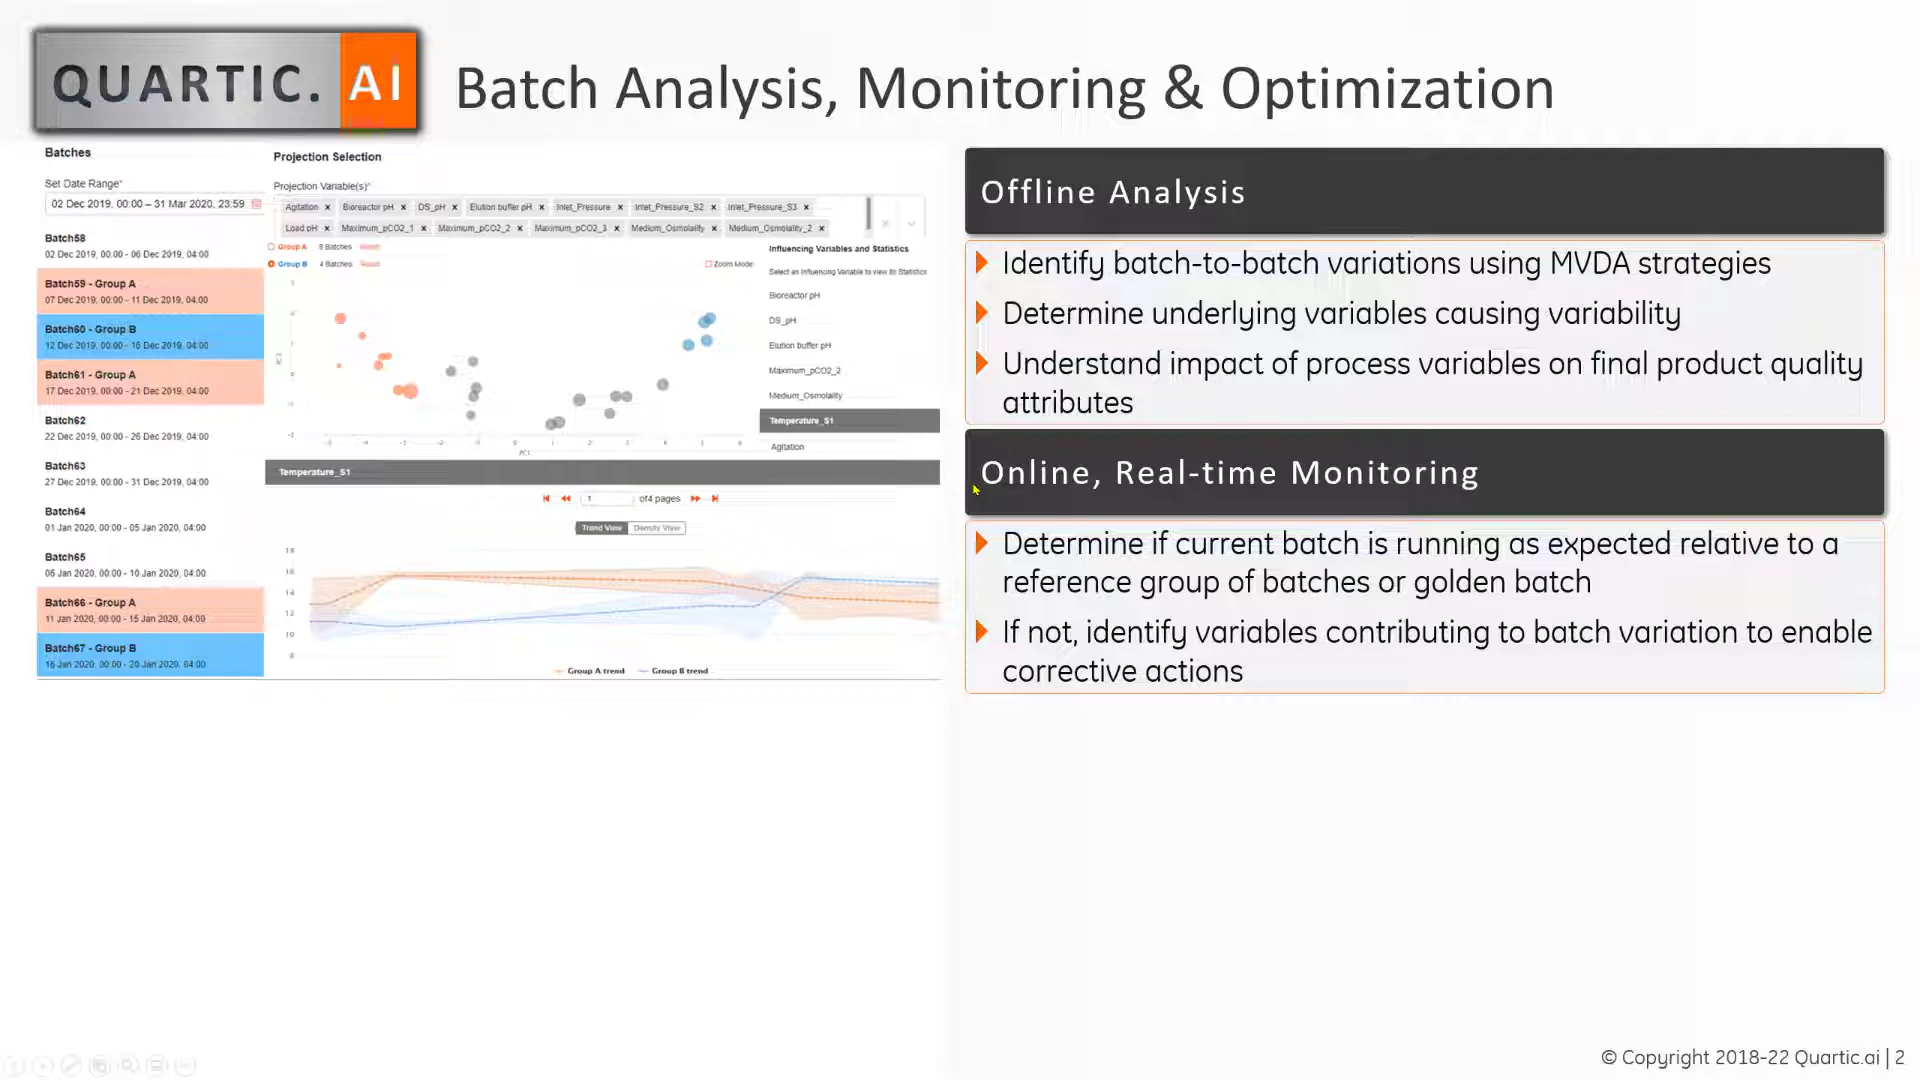 QUARTIC. AI
Batch Analysis, Monitoring & Optimization
Batches
Set Date Range*
02 Dec 2019, 00:00 – 31 Mar 2020, 23:59
Batch58
02 Dec 2019, 00:00 - 06 Dec 2019, 04:00
Batch59 - Group A
07 Dec 2019, 00:00 - 11 Dec 2019, 04:00
Batch60 - Group B
12 Dec 2019, 00:00 - 16 Dec 2019, 04:00
Batch61 - Group A
17 Dec 2019, 00:00 - 21 Dec 2019, 04:00
Batch62
22 Dec 2019, 00:00 - 26 Dec 2019, 04:00
Batch63
27 Dec 2019, 00:00 - 31 Dec 2019, 04:00
Batch64
01 Jan 2020, 00:00 - 05 Jan 2020, 04:00
Batch65
06 Jan 2020, 00:00 - 10 Jan 2020, 04:00
Batch66 - Group A
11 Jan 2020, 00:00 - 15 Jan 2020, 04:00
Batch67 - Group B
16 Jan 2020, 00:00 - 20 Jan 2020, 04:00
Projection Selection
Projection Variable(s)*
Agitation × Bioreactor pH × DS_pH × Elution buffer pH × Inlet_Pressure × Inlet_Pressure_S2 × Inlet_Pressure_S3 ×
Load pH × Maximum_pCO2_1 × Maximum_pCO2_2 × Maximum_pCO2_3 × Medium_Osmolality × Medium_Osmolality_2 ×
Group A 8 Batches Reset
Group B 4 Batches Reset
Zoom Mode
PC1
Influencing Variables and Statistics
Select an Influencing Variable to view its Statistics
Bioreactor pH
DS_pH
Elution buffer pH
Maximum_pCO2_2
Medium_Osmolality
Temperature_S1
Agitation
Temperature_S1
1 of4 pages
Trend View Density View
18
16
14
12
10
8
Group A trend Group B trend
Offline Analysis
Identify batch-to-batch variations using MVDA strategies
Determine underlying variables causing variability
Understand impact of process variables on final product quality
attributes
Online, Real-time Monitoring
Determine if current batch is running as expected relative to a
reference group of batches or golden batch
If not, identify variables contributing to batch variation to enable
corrective actions
© Copyright 2018-22 Quartic.ai | 2